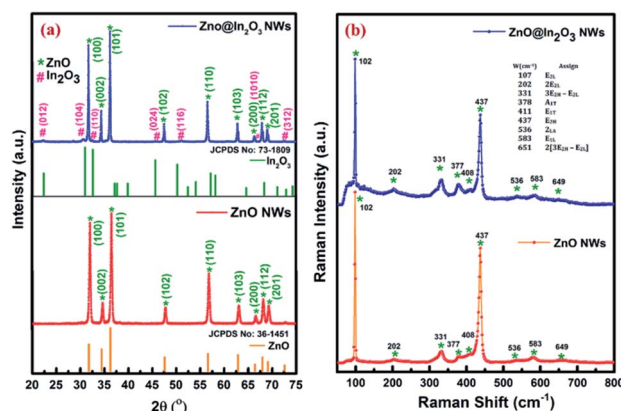 (a)
Zno@In₂O₃ NWs
* ZnO
# In₂O₃
(100)
(101)
(002)
(110)
(012)
(104)
(110)
(102)
(024)
(116)
(103)
(200)
(1010)
(112)
(201)
(312)
JCPDS No: 73-1809
In₂O₃
ZnO NWs
(100)
(101)
(002)
(102)
(110)
(103)
(200)
(112)
(201)
JCPDS No: 36-1451
ZnO
Intensity (a.u.)
20 25 30 35 40 45 50 55 60 65 70 75
2θ (°)
(b)
ZnO@In₂O₃ NWs
W(cm⁻¹) Assign
107 E₂L
202 2E₂L
331 3E₂H – E₂L
378 A₁T
411 E₁T
437 E₂H
536 2LA
583 E₁L
651 2[3E₂H – E₂L]
102
202
331
377
408
437
536
583
649
ZnO NWs
102
202
331
377
408
437
536
583
649
Raman Intensity (a.u.)
100 200 300 400 500 600 700 800
Raman Shift (cm⁻¹)